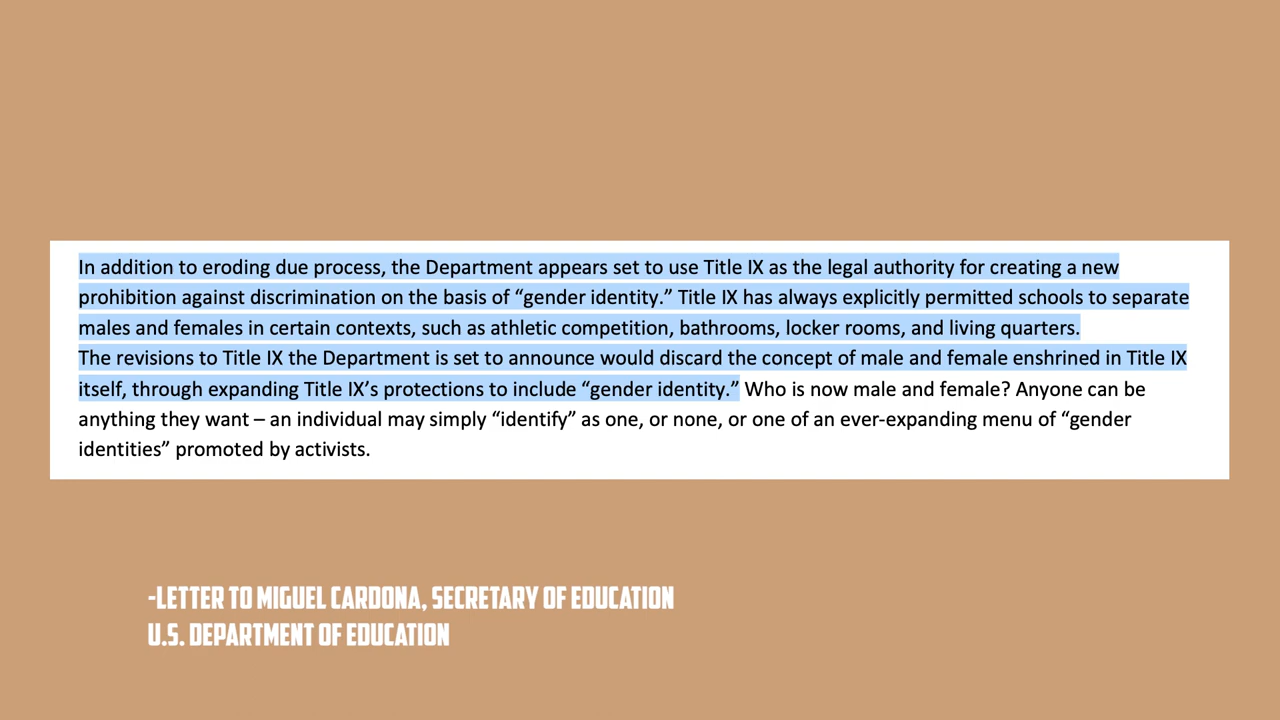 In addition to eroding due process, the Department appears set to use Title IX as the legal authority for creating a new
prohibition against discrimination on the basis of “gender identity.” Title IX has always explicitly permitted schools to separate
males and females in certain contexts, such as athletic competition, bathrooms, locker rooms, and living quarters.
The revisions to Title IX the Department is set to announce would discard the concept of male and female enshrined in Title IX
itself, through expanding Title IX’s protections to include “gender identity.” Who is now male and female? Anyone can be
anything they want – an individual may simply “identify” as one, or none, or one of an ever-expanding menu of “gender
identities” promoted by activists.
-LETTER TO MIGUEL CARDONA, SECRETARY OF EDUCATION
U.S. DEPARTMENT OF EDUCATION